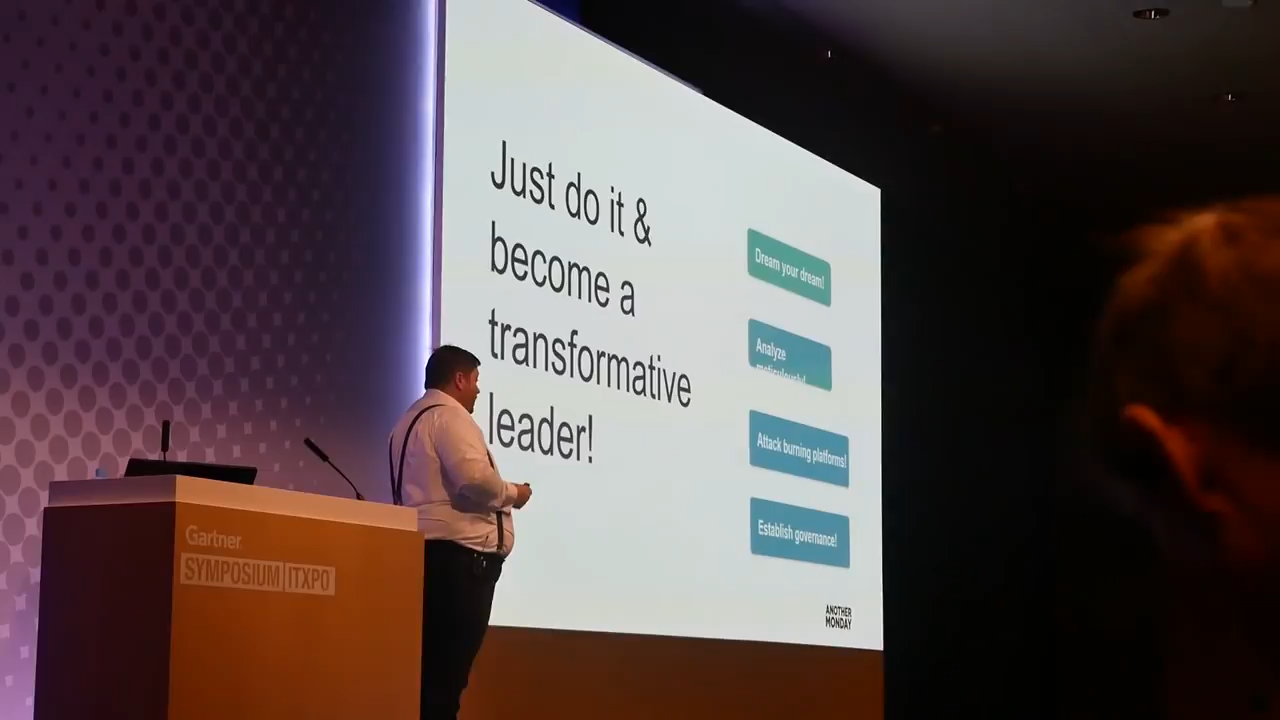 Just do it &
become a
transformative
leader!
Dream your dream!
Analyze
meticulously!
Attack burning platforms!
Establish governance!
ANOTHER
MONDAY
Gartner
SYMPOSIUM ITXPO